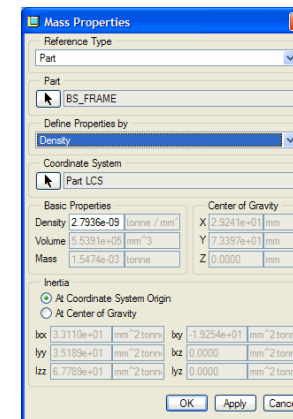 Mass Properties
Reference Type
Part
Part
BS_FRAME
Define Properties by
Density
Coordinate System
Part LCS
Basic Properties
Center of Gravity
Density 2.7936e-09 tonne / mm^ X 2.9241e+01 mm
Volume 5.5391e+05 mm^3 Y 7.3397e+01 mm
Mass 1.5474e-03 tonne Z 0.0000 mm
Inertia
At Coordinate System Origin
At Center of Gravity
Ixx 3.3110e+01 mm^2 tonn Ixy -1.9254e+01 mm^2 tonn
Iyy 3.5189e+01 mm^2 tonn Ixz 0.0000 mm^2 tonn
Izz 6.7789e+01 mm^2 tonn Iyz 0.0000 mm^2 tonn
OK Apply Cance